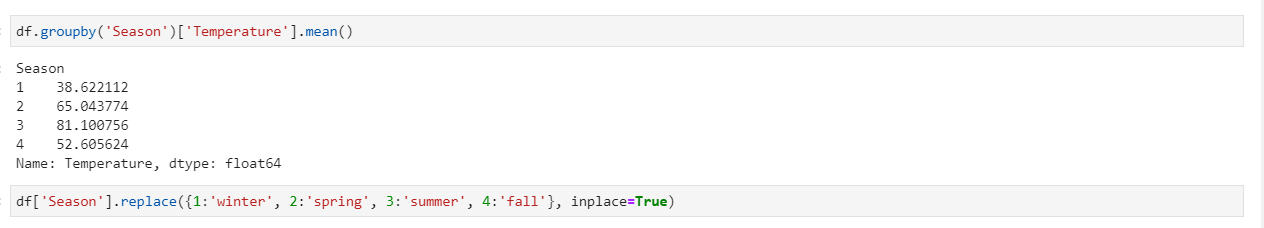 df.groupby('Season')['Temperature'].mean()
Season
1    38.622112
2    65.043774
3    81.100756
4    52.605624
Name: Temperature, dtype: float64
df['Season'].replace({1:'winter', 2:'spring', 3:'summer', 4:'fall'}, inplace=True)